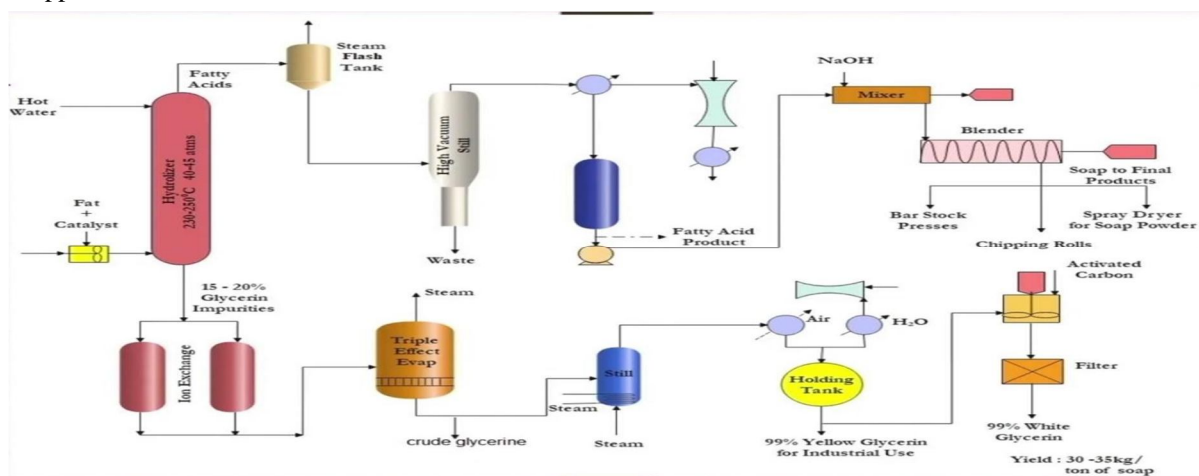 Steam
Flash
Tank
Fatty
Acids
Hot
Water
Hydrolizer
230-250°C 40-45 atms
High Vacuum
Still
NaOH
Mixer
Blender
Soap to Final
Products
Bar Stock
Presses
Spray Dryer
for Soap Powder
Chipping Rolls
Fat
+
Catalyst
Fatty Acid
Product
Waste
15 - 20%
Glycerin
Impurities
Ion Exchange
Steam
Triple
Effect
Evap
crude glycerine
Still
Steam
Steam
Air
H₂O
Holding
Tank
99% Yellow Glycerin
for Industrial Use
Activated
Carbon
Filter
99% White
Glycerin
Yield : 30 -35kg/
ton of soap